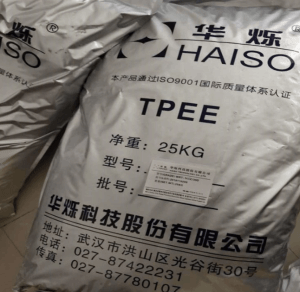 华烁
HAISO
本产品通过ISO9001国际质量体系认证
TPEE
净重：25KG
型号：
批号：
华烁科技股份有限公司
地址：武汉市洪山区光谷街30号
电话：027-87422231
传真：027-87780107